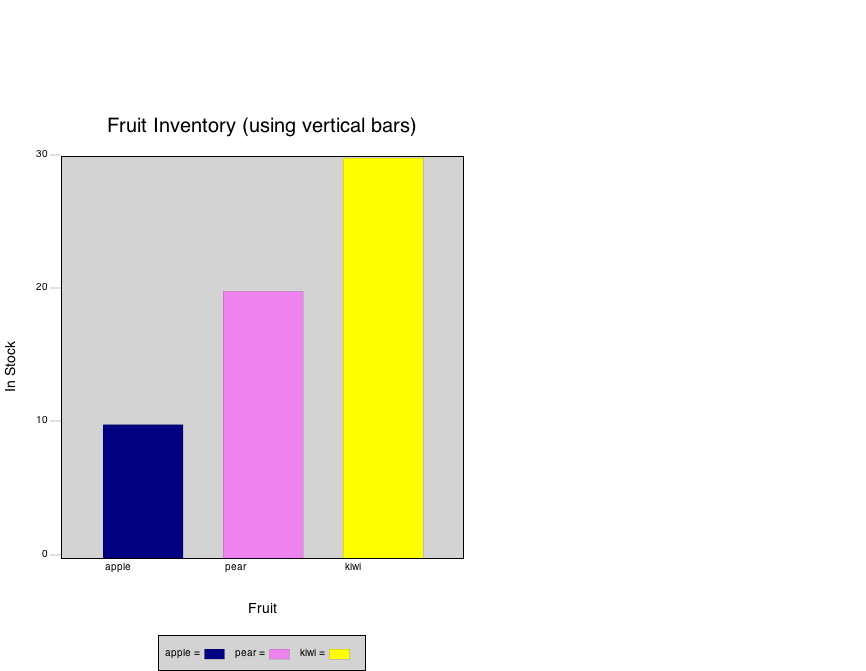 Fruit Inventory (using vertical bars)
30
20
10
0
In Stock
apple pear kiwi
Fruit
apple = pear = kiwi =